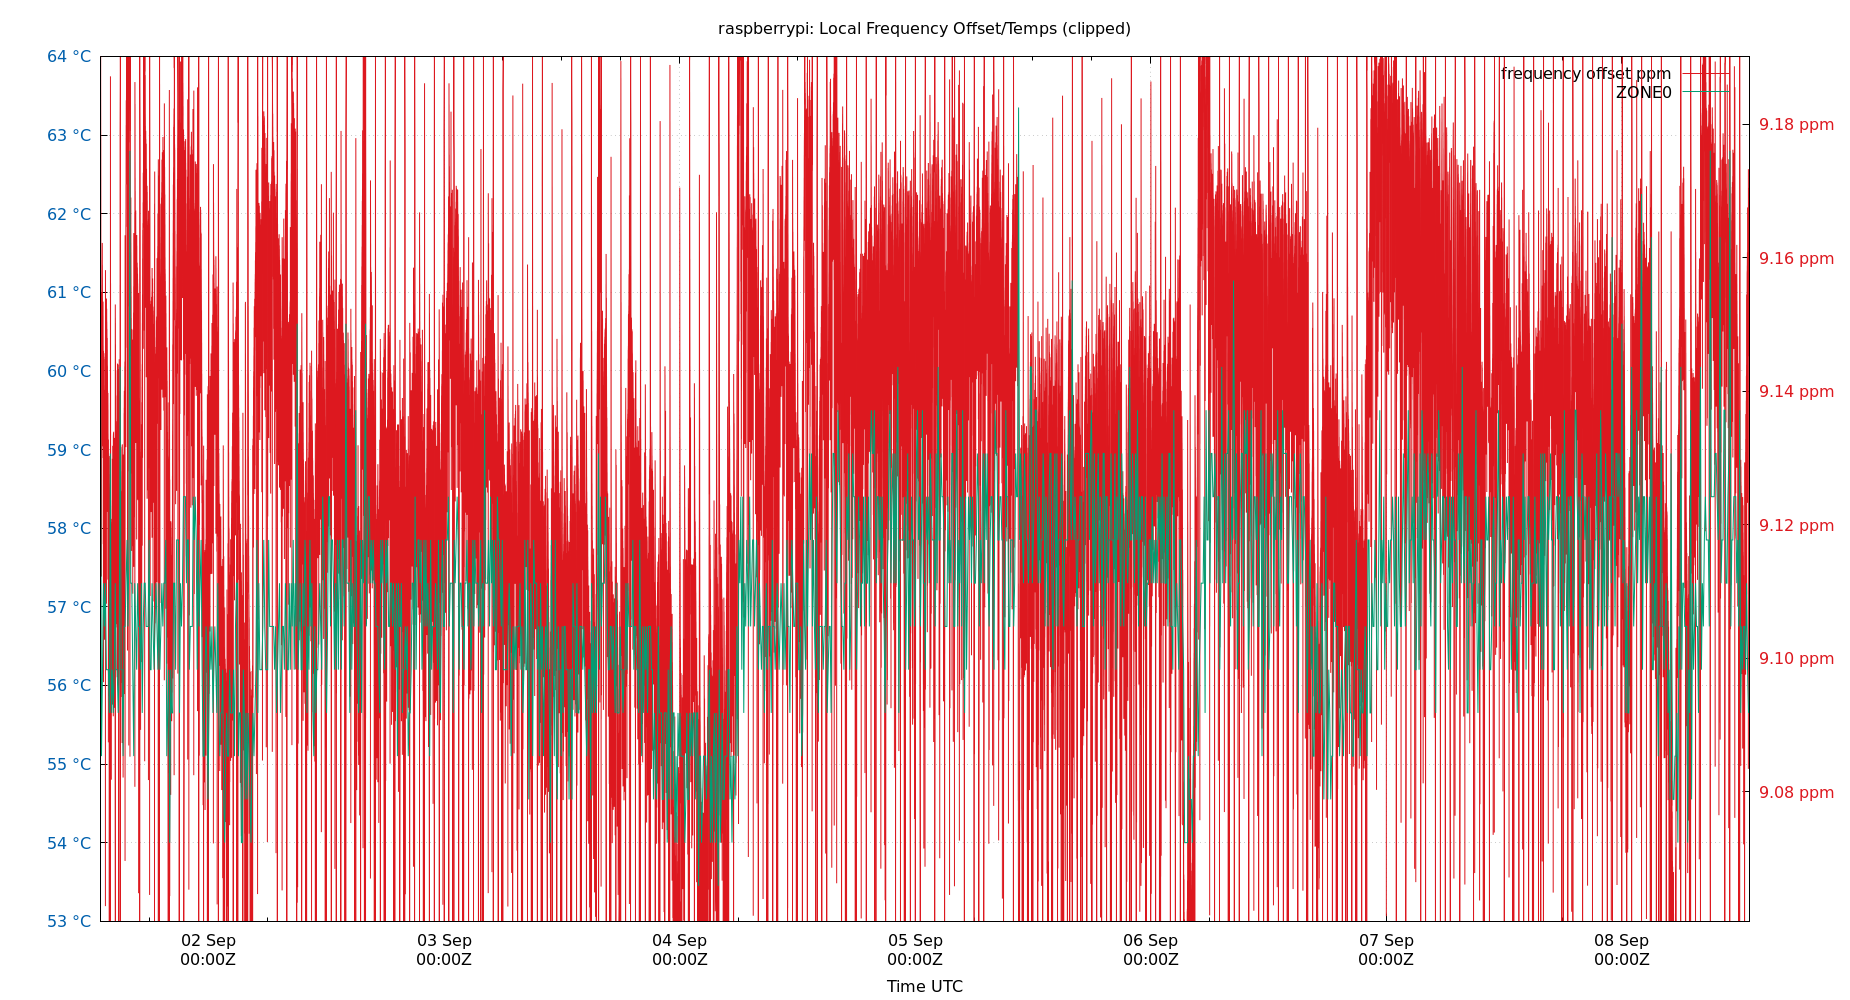 raspberrypi: Local Frequency Offset/Temps (clipped)
64 °C
63 °C
62 °C
61 °C
60 °C
59 °C
58 °C
57 °C
56 °C
55 °C
54 °C
53 °C
frequency offset ppm
ZONE0
9.18 ppm
9.16 ppm
9.14 ppm
9.12 ppm
9.10 ppm
9.08 ppm
02 Sep 03 Sep 04 Sep 05 Sep 06 Sep 07 Sep 08 Sep
00:00Z 00:00Z 00:00Z 00:00Z 00:00Z 00:00Z 00:00Z
Time UTC